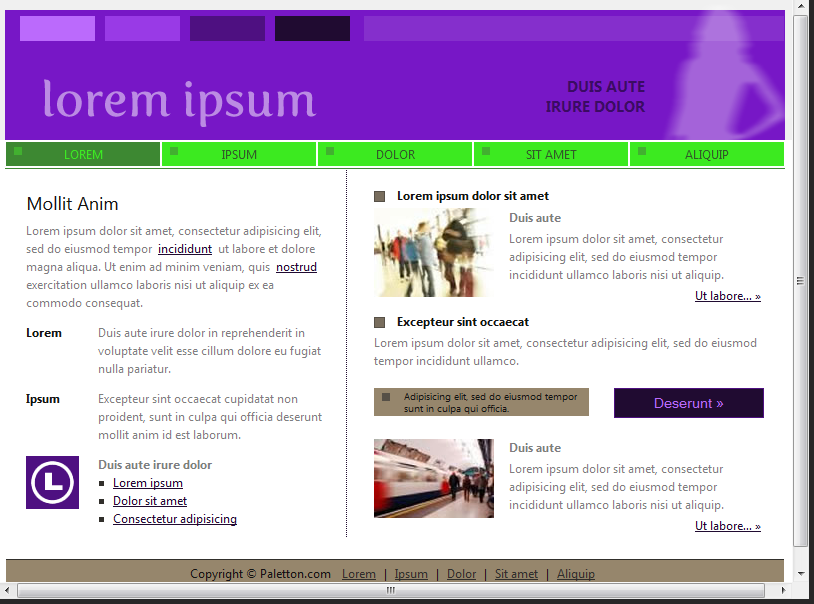 lorem ipsum
DUIS AUTE
IRURE DOLOR
LOREM
IPSUM
DOLOR
SIT AMET
ALIQUIP
Mollit Anim
Lorem ipsum dolor sit amet, consectetur adipisicing elit,
sed do eiusmod tempor incididunt ut labore et dolore
magna aliqua. Ut enim ad minim veniam, quis nostrud
exercitation ullamco laboris nisi ut aliquip ex ea
commodo consequat.
Lorem
Duis aute irure dolor in reprehenderit in
voluptate velit esse cillum dolore eu fugiat
nulla pariatur.
Ipsum
Excepteur sint occaecat cupidatat non
proident, sunt in culpa qui officia deserunt
mollit anim id est laborum.
Duis aute irure dolor
Lorem ipsum
Dolor sit amet
Consectetur adipisicing
Lorem ipsum dolor sit amet
Duis aute
Lorem ipsum dolor sit amet, consectetur
adipisicing elit, sed do eiusmod tempor
incididunt ullamco laboris nisi ut aliquip.
Ut labore... »
Excepteur sint occaecat
Lorem ipsum dolor sit amet, consectetur adipisicing elit, sed do eiusmod
tempor incididunt ullamco.
Adipisicing elit, sed do eiusmod tempor
sunt in culpa qui officia.
Deserunt »
Duis aute
Lorem ipsum dolor sit amet, consectetur
adipisicing elit, sed do eiusmod tempor
incididunt ullamco laboris nisi ut aliquip.
Ut labore... »
Copyright © Paletton.com Lorem | Ipsum | Dolor | Sit amet | Aliquip